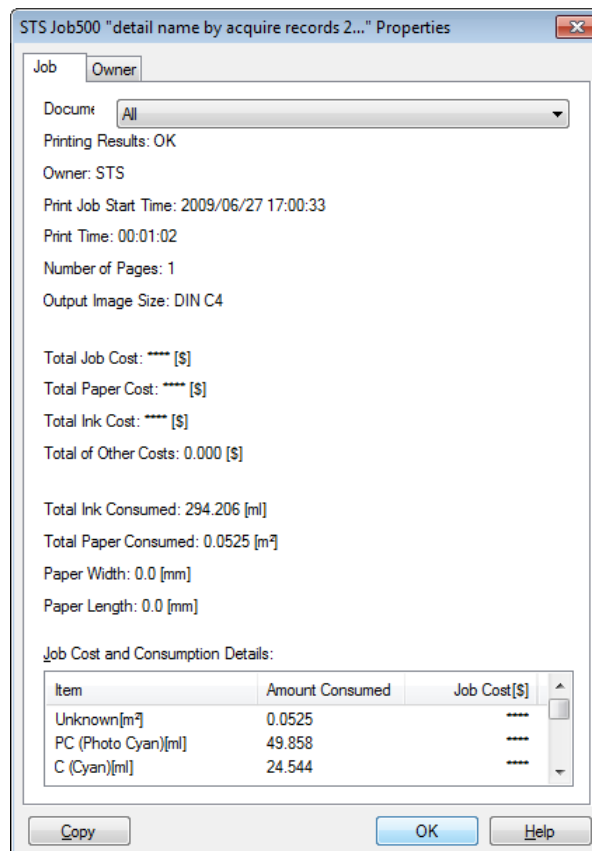 STS Job500 "detail name by acquire records 2..." Properties
Job
Owner
Docume
All
Printing Results: OK
Owner: STS
Print Job Start Time: 2009/06/27 17:00:33
Print Time: 00:01:02
Number of Pages: 1
Output Image Size: DIN C4
Total Job Cost: **** [$]
Total Paper Cost: **** [$]
Total Ink Cost: **** [$]
Total of Other Costs: 0.000 [$]
Total Ink Consumed: 294.206 [ml]
Total Paper Consumed: 0.0525 [m²]
Paper Width: 0.0 [mm]
Paper Length: 0.0 [mm]
Job Cost and Consumption Details:
Item Amount Consumed Job Cost[$]
Unknown[m²] 0.0525 ****
PC (Photo Cyan)[ml] 49.858 ****
C (Cyan)[ml] 24.544 ****
Copy OK Help